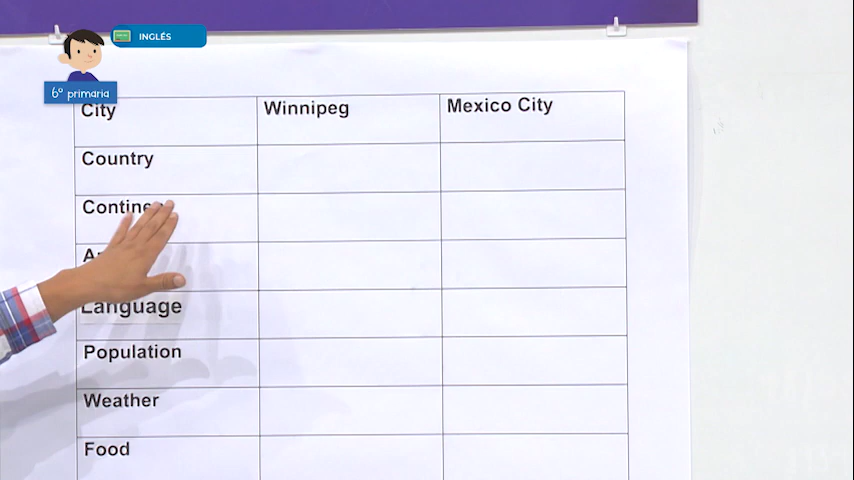 INGLÉS
6º primaria
City Winnipeg Mexico City
Country
Language
Population
Weather
Food